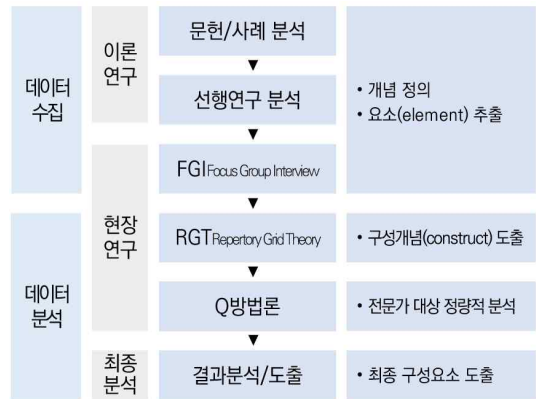 문헌/사례 분석
이론
연구
▼
데이터
수집
선행연구 분석
• 개념 정의
• 요소(element) 추출
▼
FGI Focus Group Interview
▼
현장
연구
RGT Repertory Grid Theory
• 구성개념(construct) 도출
▼
데이터
분석
Q방법론
• 전문가 대상 정량적 분석
▼
최종
분석
결과분석/도출
• 최종 구성요소 도출